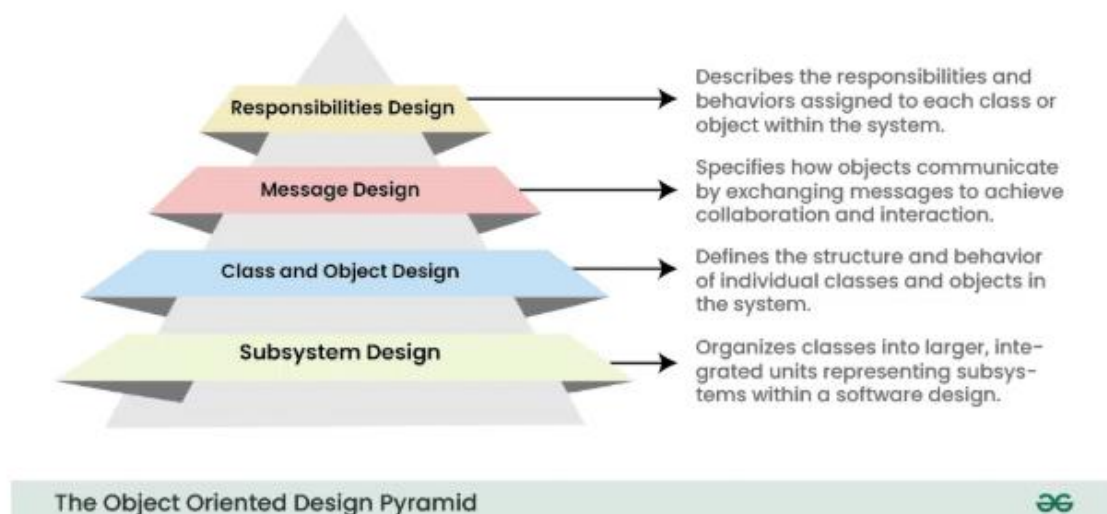 Responsibilities Design
Describes the responsibilities and
behaviors assigned to each class or
object within the system.
Message Design
Specifies how objects communicate
by exchanging messages to achieve
collaboration and interaction.
Class and Object Design
Defines the structure and behavior
of individual classes and objects in
the system.
Subsystem Design
Organizes classes into larger, inte-
grated units representing subsys-
tems within a software design.
The Object Oriented Design Pyramid